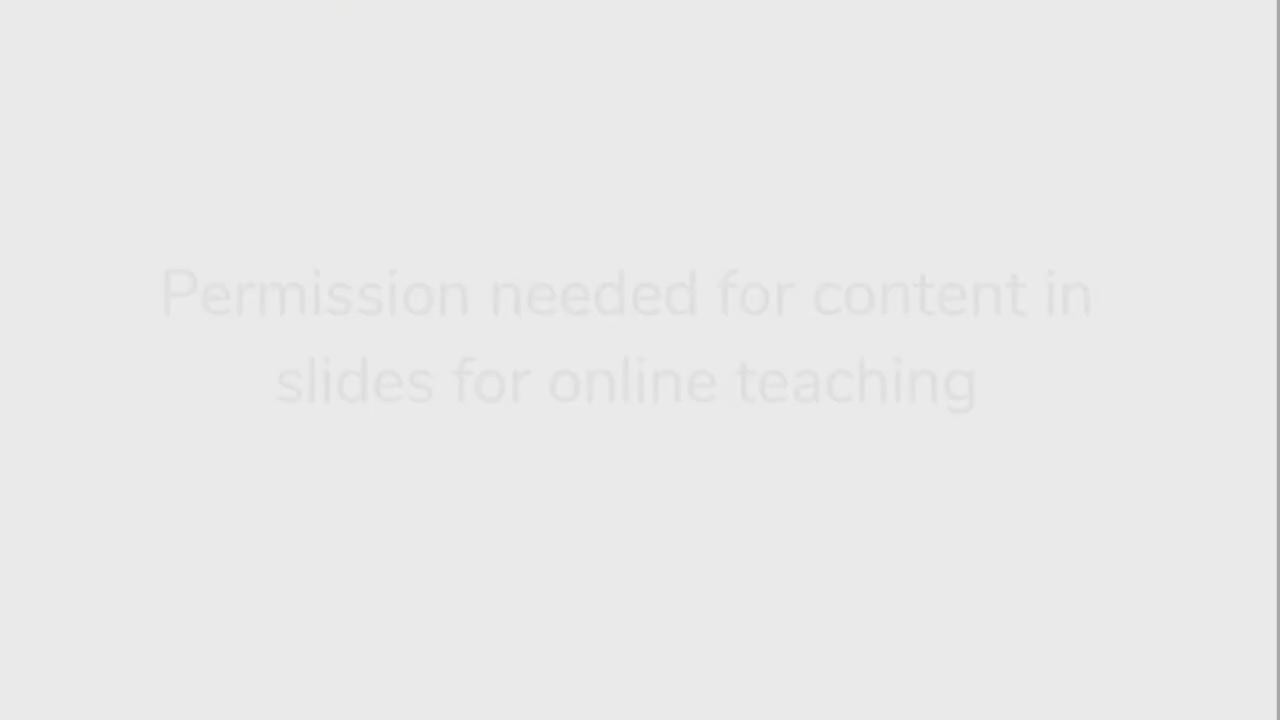 Permission needed for content in
slides for online teaching